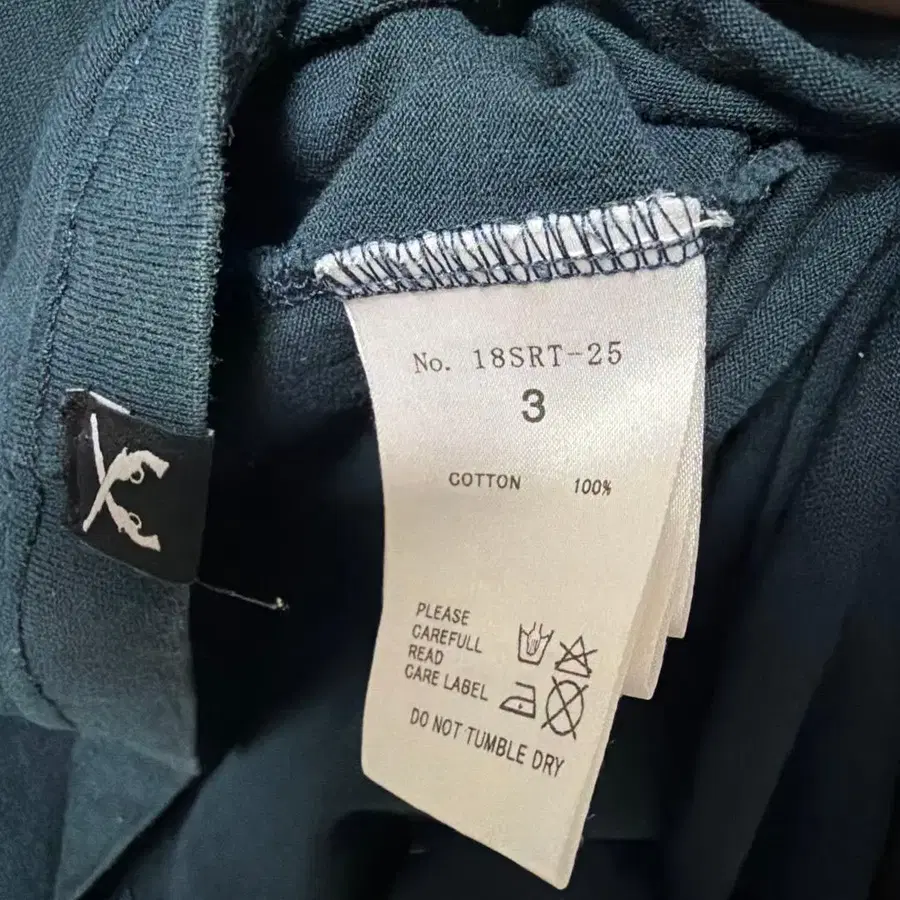 No. 18SRT-25
3
COTTON 100%
PLEASE
CAREFULL
READ
CARE LABEL
DO NOT TUMBLE DRY